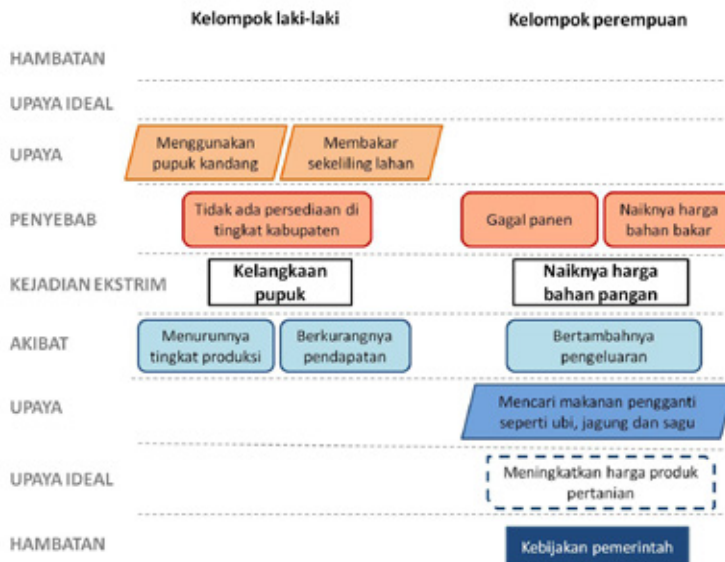 Kelompok laki-laki
Kelompok perempuan
HAMBATAN
UPAYA IDEAL
UPAYA
Menggunakan
pupuk kandang
Membakar
sekeliling lahan
PENYEBAB
Tidak ada persediaan di
tingkat kabupaten
Gagal panen
Naiknya harga
bahan bakar
KEJADIAN EKSTRIM
Kelangkaan
pupuk
Naiknya harga
bahan pangan
AKIBAT
Menurunnya
tingkat produksi
Berkurangnya
pendapatan
Bertambahnya
pengeluaran
UPAYA
Mencari makanan pengganti
seperti ubi, jagung dan sagu
UPAYA IDEAL
Meningkatkan harga produk
pertanian
HAMBATAN
Kebijakan pemerintah